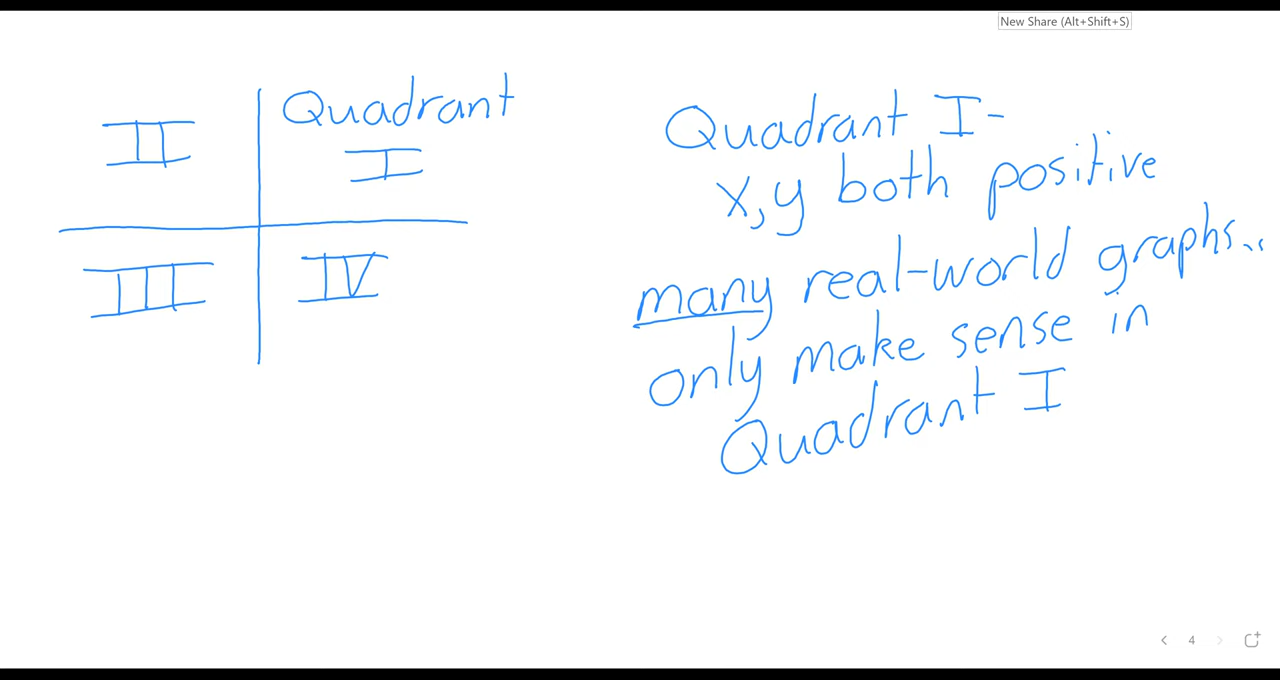 New Share (Alt+Shift+S)
II
Quadrant
I
III
IV
Quadrant I-
x,y both positive
many real-world graphs...
only make sense in
Quadrant I
4